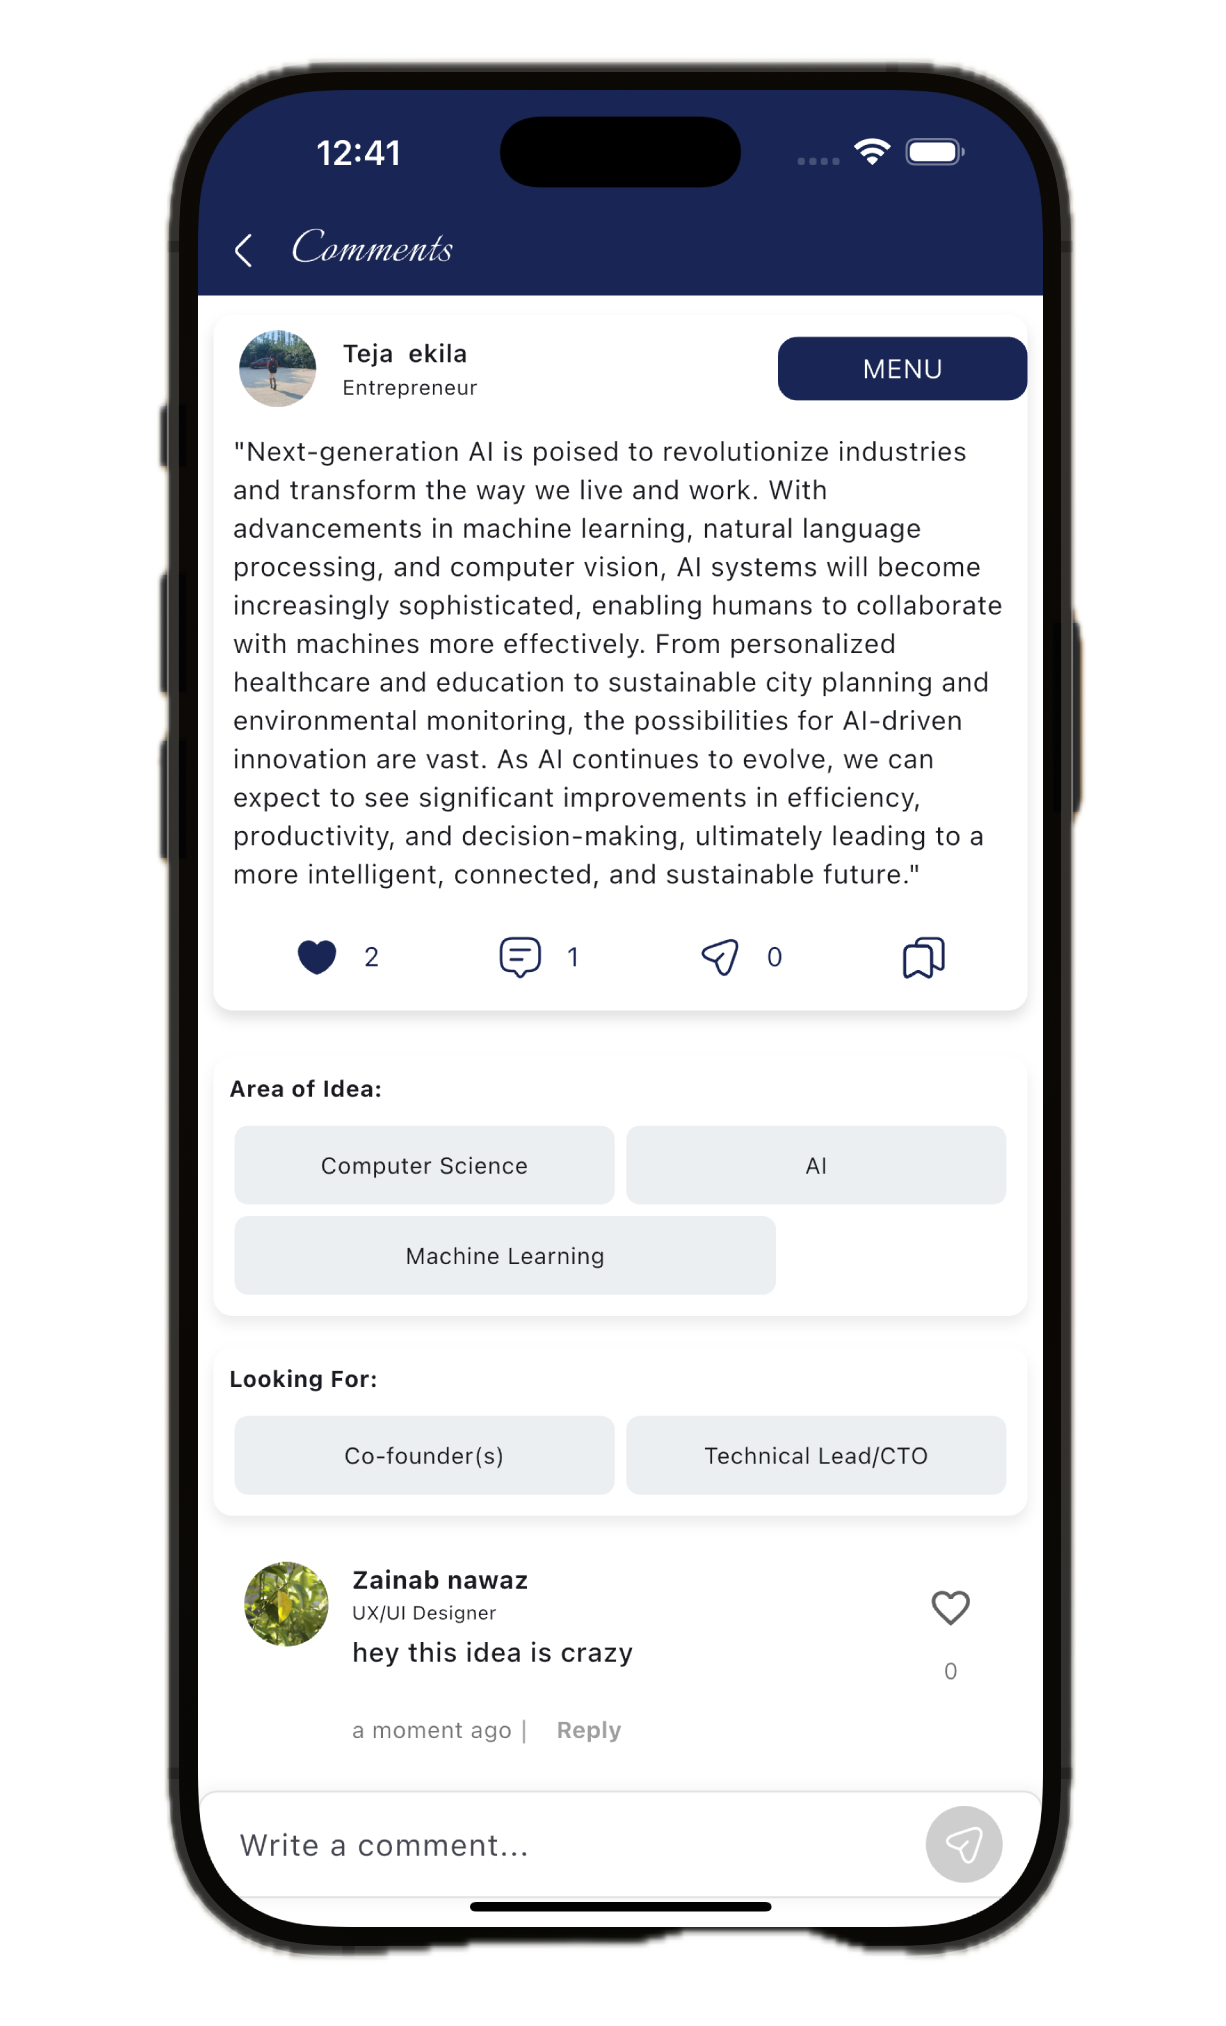 12:41
Comments
Teja  ekila
Entrepreneur
MENU
"Next-generation AI is poised to revolutionize industries
and transform the way we live and work. With
advancements in machine learning, natural language
processing, and computer vision, AI systems will become
increasingly sophisticated, enabling humans to collaborate
with machines more effectively. From personalized
healthcare and education to sustainable city planning and
environmental monitoring, the possibilities for AI-driven
innovation are vast. As AI continues to evolve, we can
expect to see significant improvements in efficiency,
productivity, and decision-making, ultimately leading to a
more intelligent, connected, and sustainable future."
2 1 0
Area of Idea:
Computer Science AI
Machine Learning
Looking For:
Co-founder(s) Technical Lead/CTO
Zainab nawaz
UX/UI Designer
hey this idea is crazy
0
a moment ago | Reply
Write a comment...